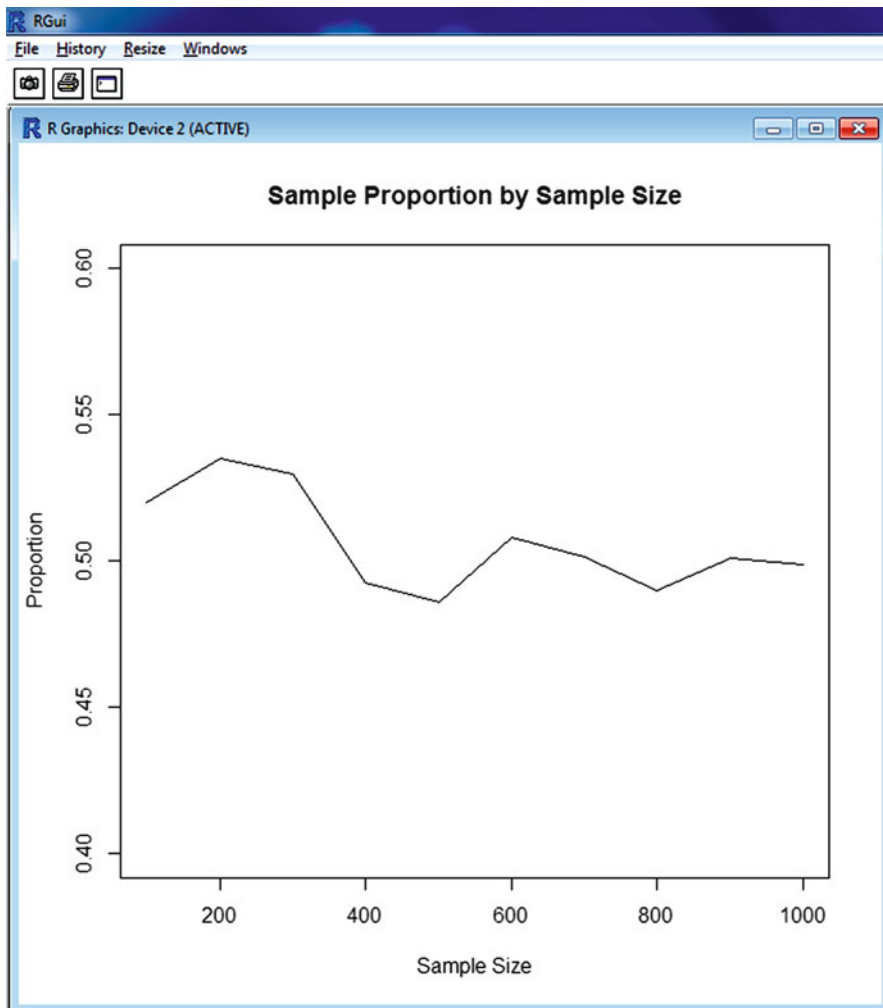 RGui
File History Resize Windows
R Graphics: Device 2 (ACTIVE)
Sample Proportion by Sample Size
0.60
0.55
0.50
0.45
0.40
Proportion
200 400 600 800 1000
Sample Size